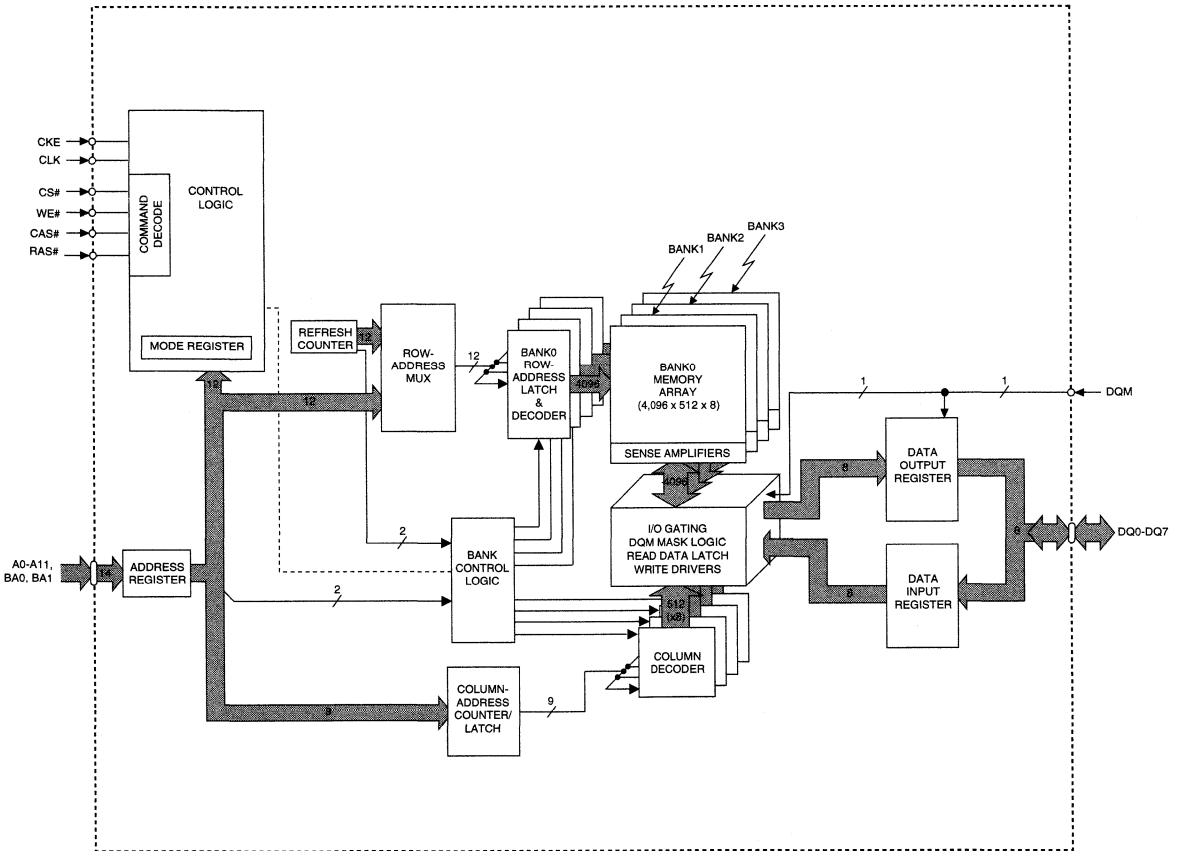 CKE
CLK
CS#
WE#
CAS#
RAS#
COMMAND
DECODE
CONTROL
LOGIC
MODE REGISTER
12
REFRESH
COUNTER
12
12
ROW-
ADDRESS
MUX
12
BANK0
ROW-
ADDRESS
LATCH
&
DECODER
4096
BANK1
BANK2
BANK3
BANK0
MEMORY
ARRAY
(4,096 x 512 x 8)
SENSE AMPLIFIERS
4096
I/O GATING
DQM MASK LOGIC
READ DATA LATCH
WRITE DRIVERS
512
(x8)
COLUMN
DECODER
1
1
DQM
8
DATA
OUTPUT
REGISTER
8
DQ0-DQ7
8
DATA
INPUT
REGISTER
A0-A11,
BA0, BA1
14
ADDRESS
REGISTER
2
2
BANK
CONTROL
LOGIC
9
COLUMN-
ADDRESS
COUNTER/
LATCH
9